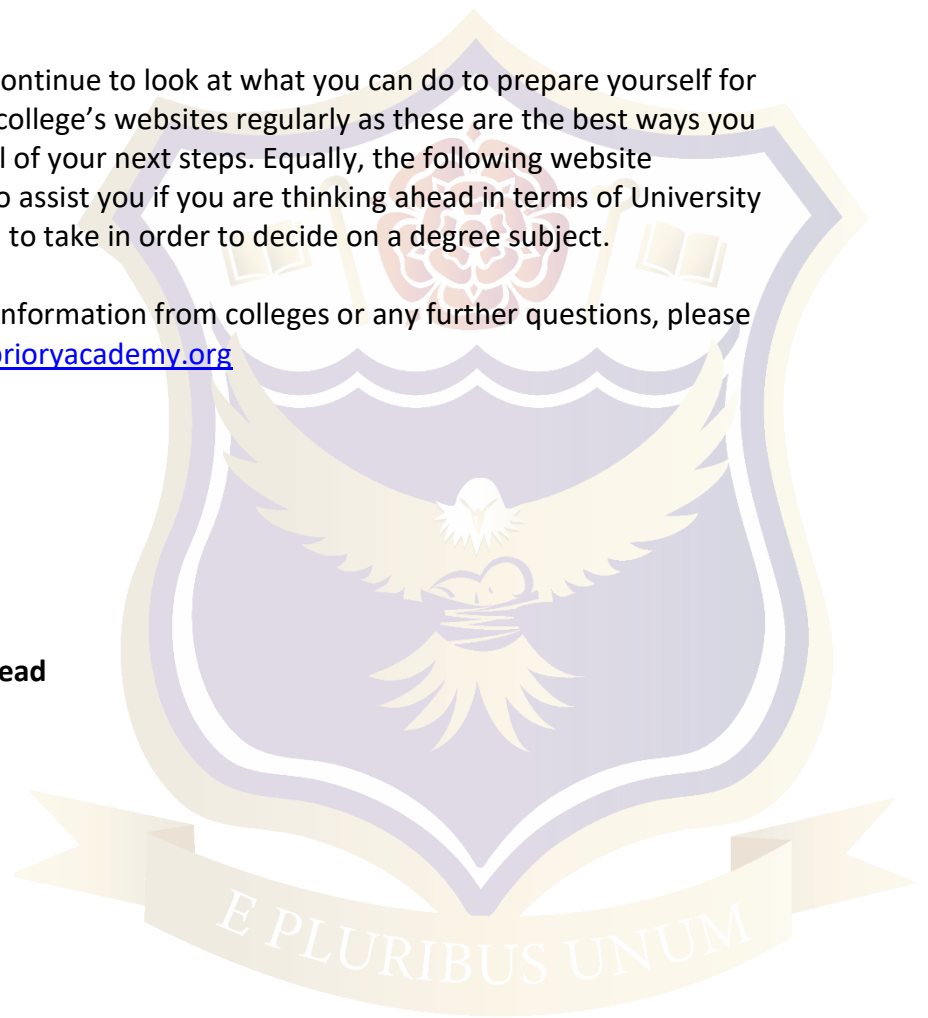 ontinue to look at what you can do to prepare yourself for
college's websites regularly as these are the best ways you
l of your next steps. Equally, the following website
o assist you if you are thinking ahead in terms of University
to take in order to decide on a degree subject.
nformation from colleges or any further questions, please
prioryacademy.org
ead
E PLURIBUS UNUM